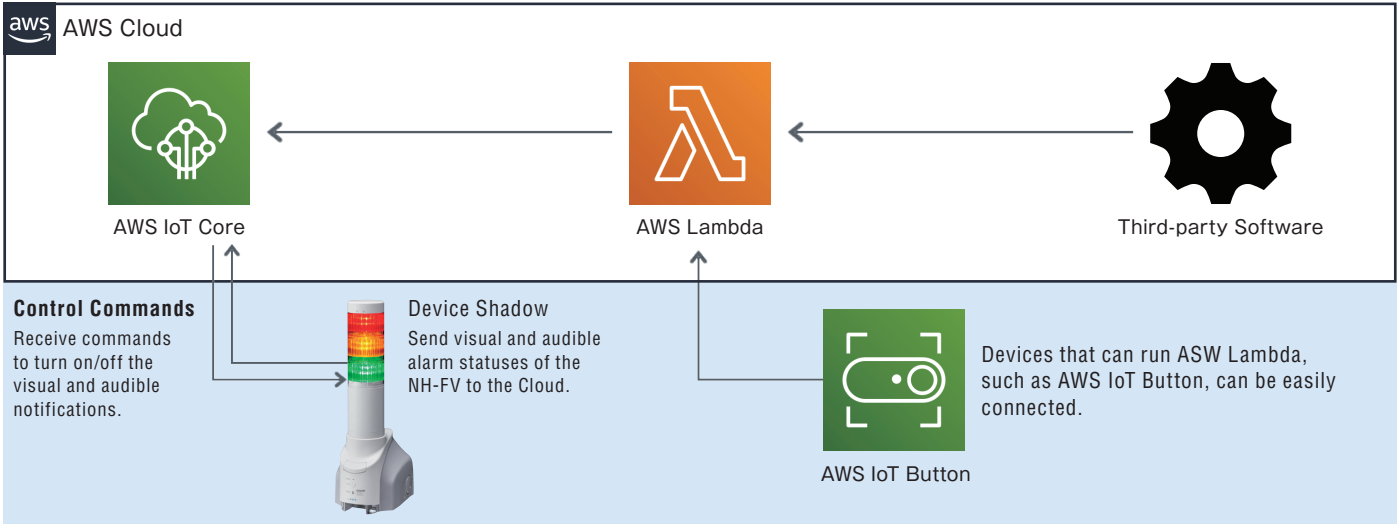 aws
AWS Cloud
AWS IoT Core
AWS Lambda
Third-party Software
Control Commands
Receive commands
to turn on/off the
visual and audible
notifications.
Device Shadow
Send visual and audible
alarm statuses of the
NH-FV to the Cloud.
Devices that can run ASW Lambda,
such as AWS IoT Button, can be easily
connected.
AWS IoT Button